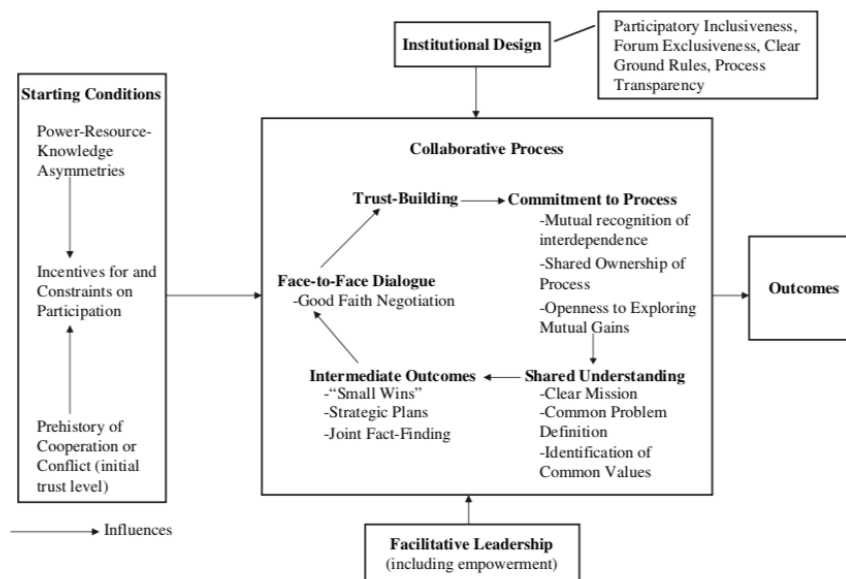 Institutional Design
Participatory Inclusiveness,
Forum Exclusiveness, Clear
Ground Rules, Process
Transparency
Starting Conditions
Power-Resource-
Knowledge
Asymmetries
Incentives for and
Constraints on
Participation
Prehistory of
Cooperation or
Conflict (initial
trust level)
Collaborative Process
Trust-Building
Commitment to Process
-Mutual recognition of
interdependence
-Shared Ownership of
Process
-Openness to Exploring
Mutual Gains
Face-to-Face Dialogue
-Good Faith Negotiation
Intermediate Outcomes
-“Small Wins”
-Strategic Plans
-Joint Fact-Finding
Shared Understanding
-Clear Mission
-Common Problem
Definition
-Identification of
Common Values
Outcomes
Influences
Facilitative Leadership
(including empowerment)